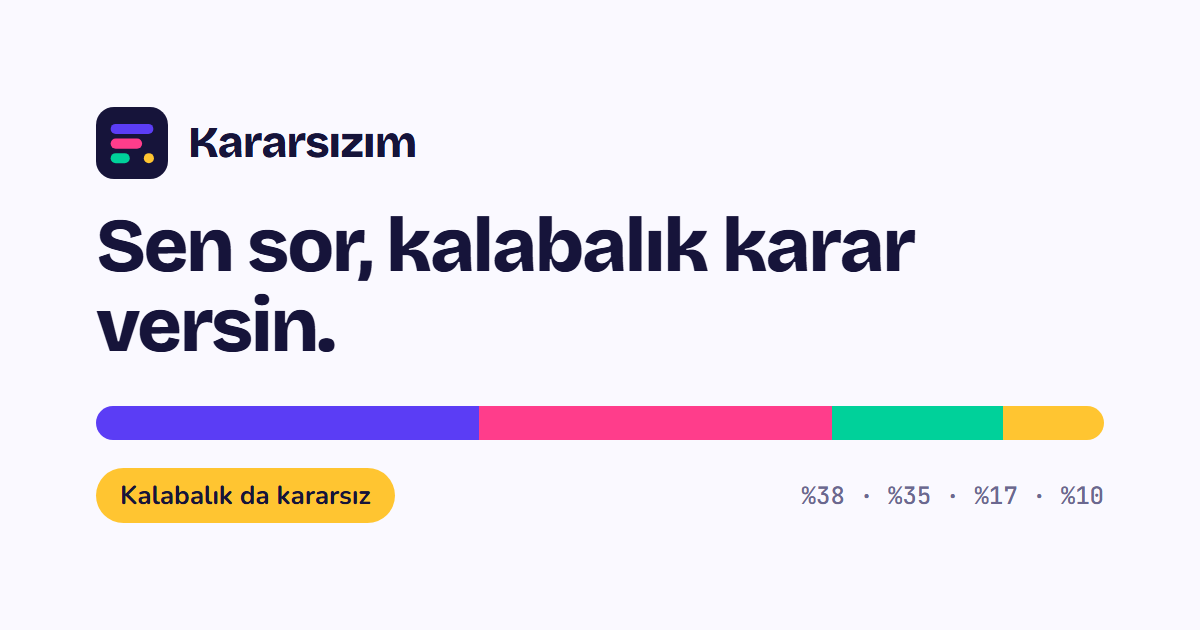 Kararsızım
Sen sor, kalabalık karar
versin.
Kalabalık da kararsız
%38 · %35 · %17 · %10